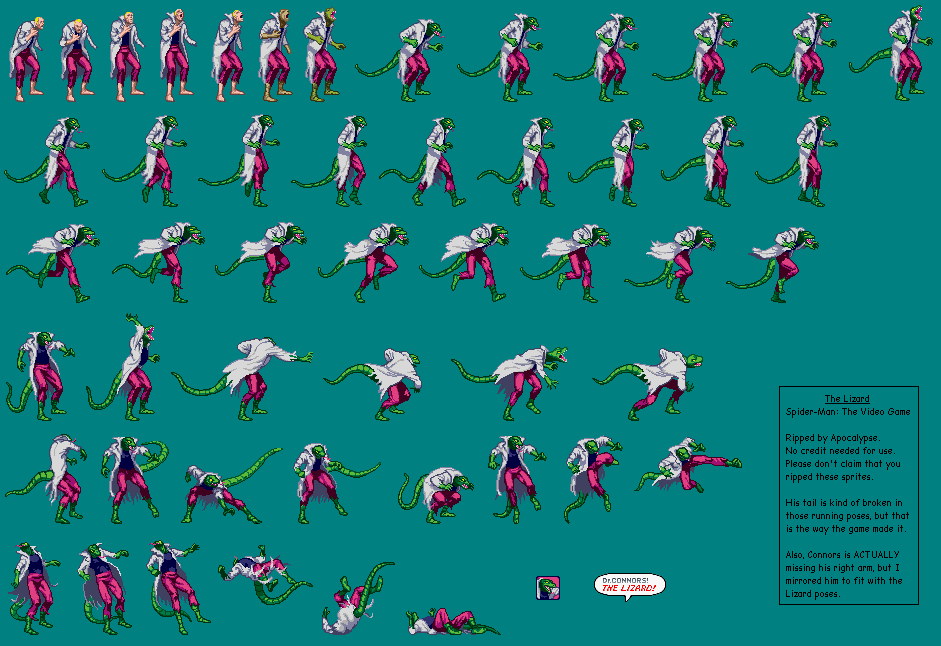 The Lizard
Spider-Man: The Video Game
Ripped by Apocalypse.
No credit needed for use.
Please don't claim that you
ripped these sprites.
His tail is kind of broken in
those running poses, but that
is the way the game made it.
Also, Connors is ACTUALLY
missing his right arm, but I
mirrored him to fit with the
Lizard poses.
Dr.CONNORS!
THE LIZARD!